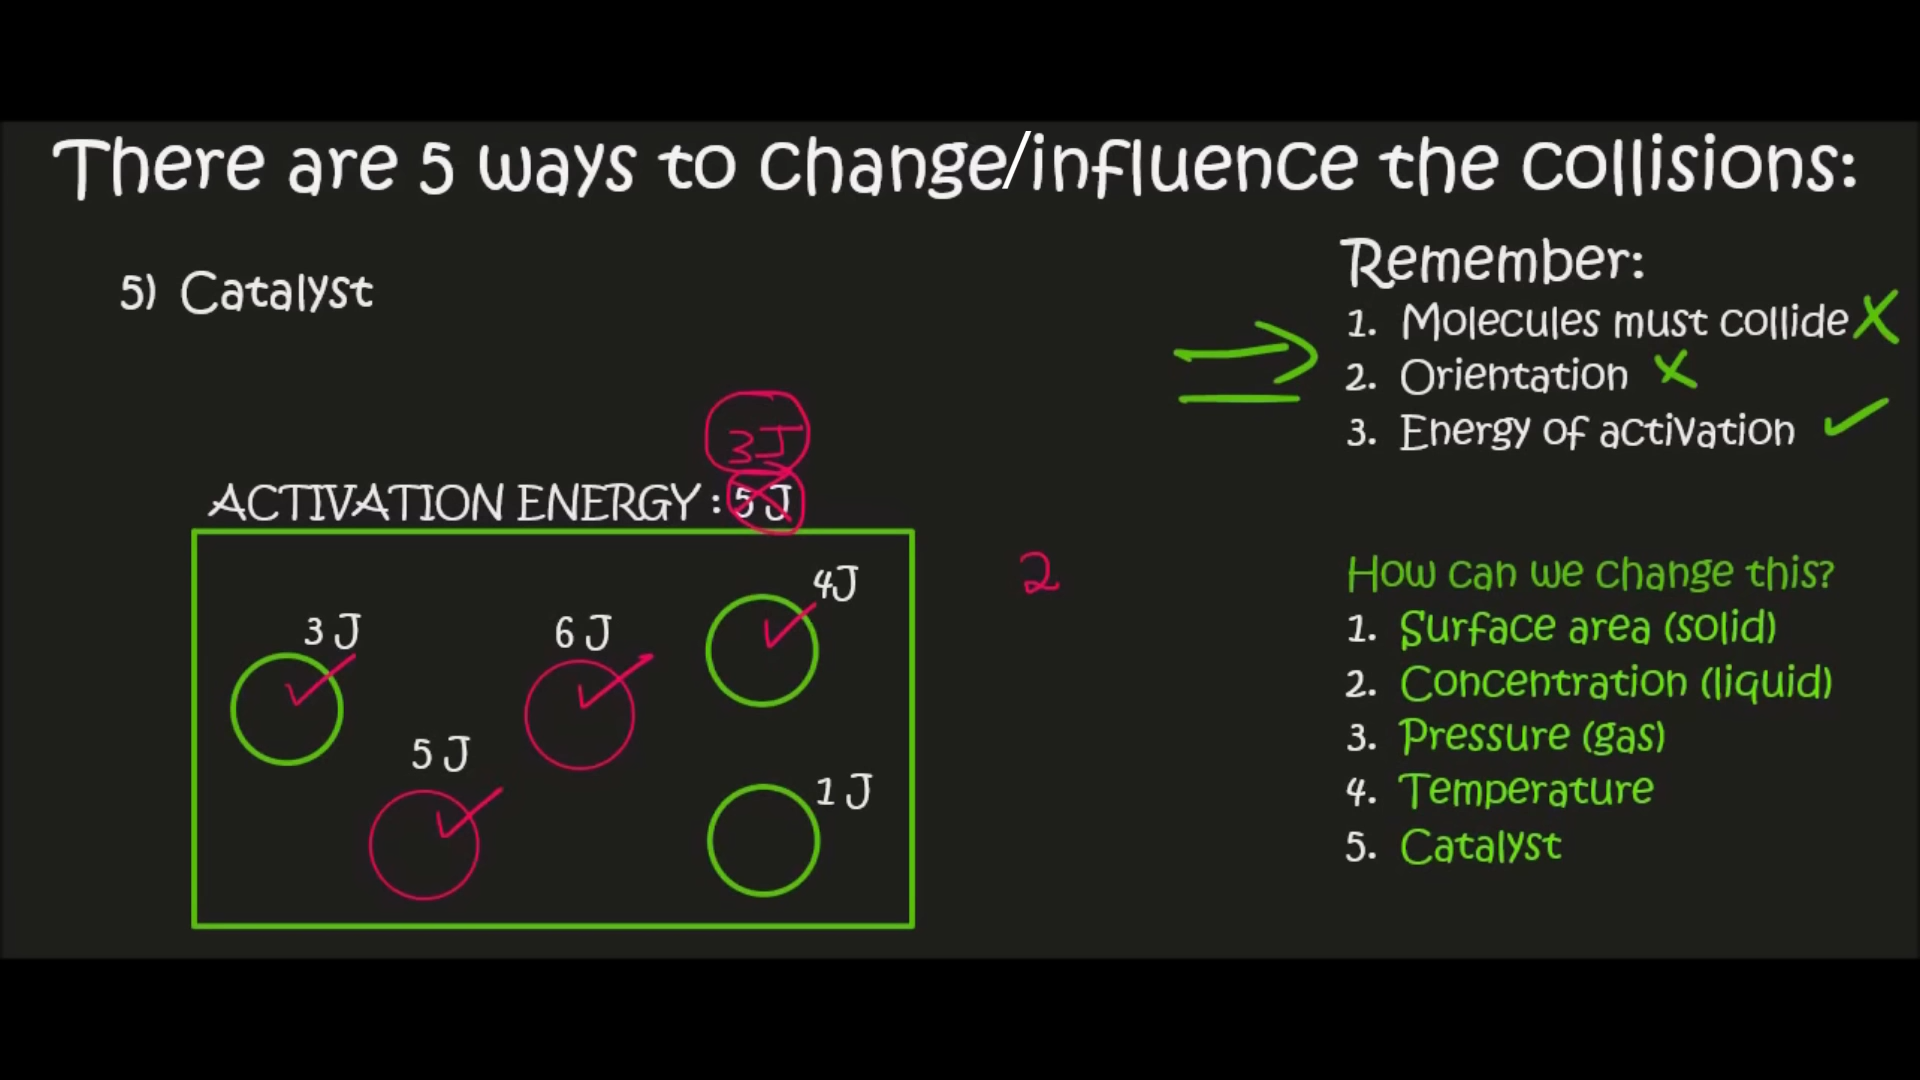 There are 5 ways to change/influence the collisions:
5) Catalyst
Remember:
1. Molecules must collide X
2. Orientation X
3. Energy of activation ✓
3J
ACTIVATION ENERGY : 5J
3 J
6 J
4J
2
5 J
1 J
How can we change this?
1. Surface area (solid)
2. Concentration (liquid)
3. Pressure (gas)
4. Temperature
5. Catalyst